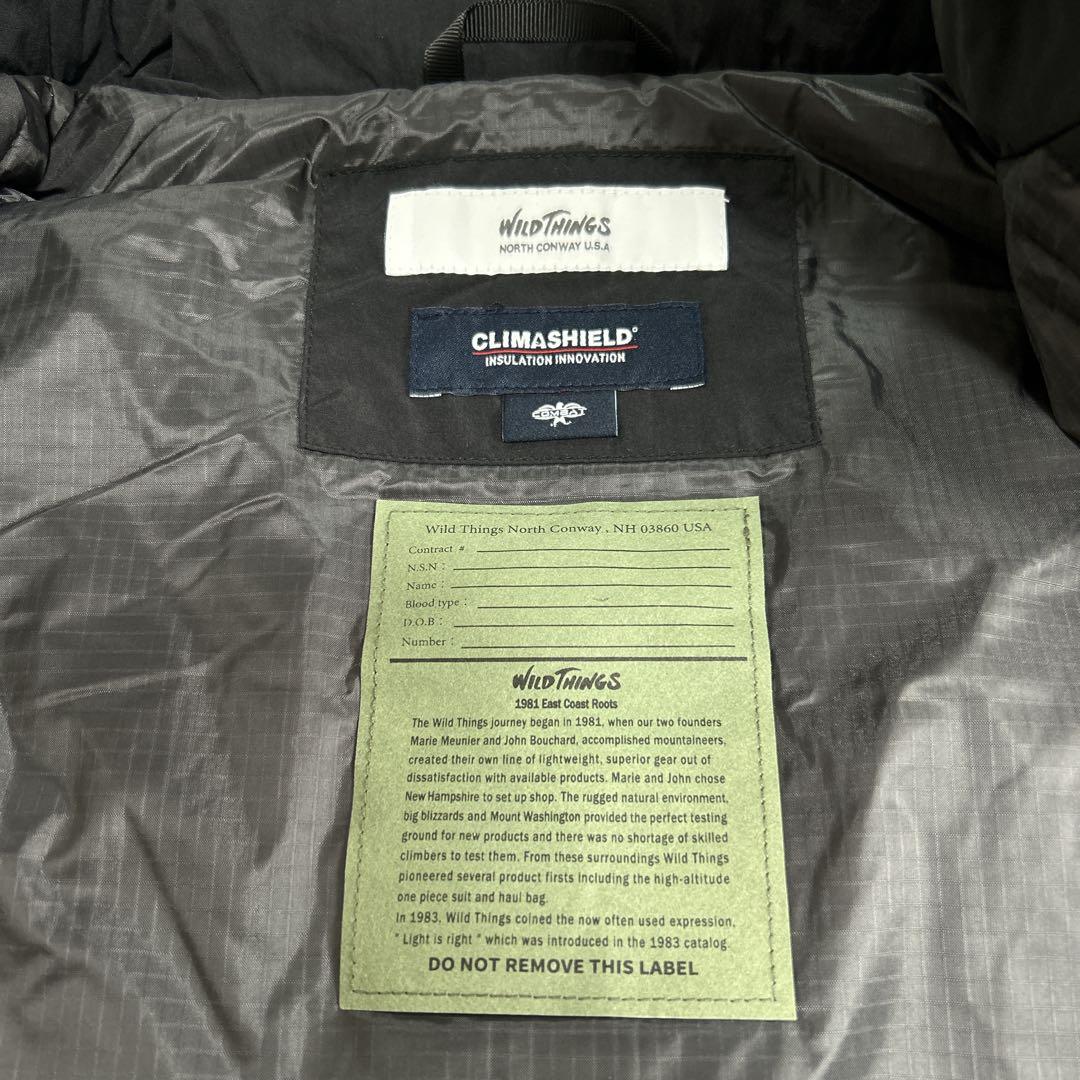 WILD THINGS
NORTH CONWAY U.S.A
CLIMASHIELD®
INSULATION INNOVATION
COMBAT
Wild Things North Conway , NH 03860 USA
Contract #
N.S.N :
Name :
Blood type :
D.O.B :
Number :
WILD THINGS
1981 East Coast Roots
The Wild Things journey began in 1981, when our two founders
Marie Meunier and John Bouchard, accomplished mountaineers,
created their own line of lightweight, superior gear out of
dissatisfaction with available products. Marie and John chose
New Hampshire to set up shop. The rugged natural environment,
big blizzards and Mount Washington provided the perfect testing
ground for new products and there was no shortage of skilled
climbers to test them. From these surroundings Wild Things
pioneered several product firsts including the high-altitude
one piece suit and haul bag.
In 1983, Wild Things coined the now often used expression,
" Light is right " which was introduced in the 1983 catalog.
DO NOT REMOVE THIS LABEL